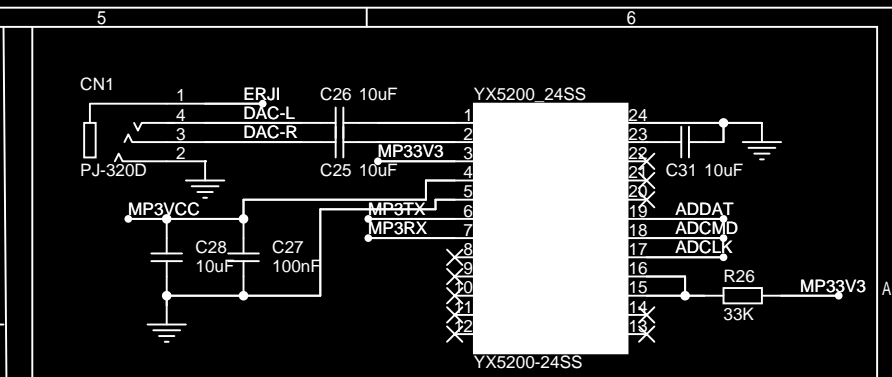 5 6
CN1
1 ERJI C26 10uF YX5200_24SS
4 DAC-L 1 24
3 DAC-R 2 23
2 MP33V3 3 22
PJ-320D C25 10uF 4 21 C31 10uF
5 20
MP3VCC MP3TX 6 19 ADDAT
MP3RX 7 18 ADCMD
C28 C27 8 17 ADCLK
10uF 100nF 9 16 R26
10 15 MP33V3 A
11 14 33K
12 13
YX5200-24SS